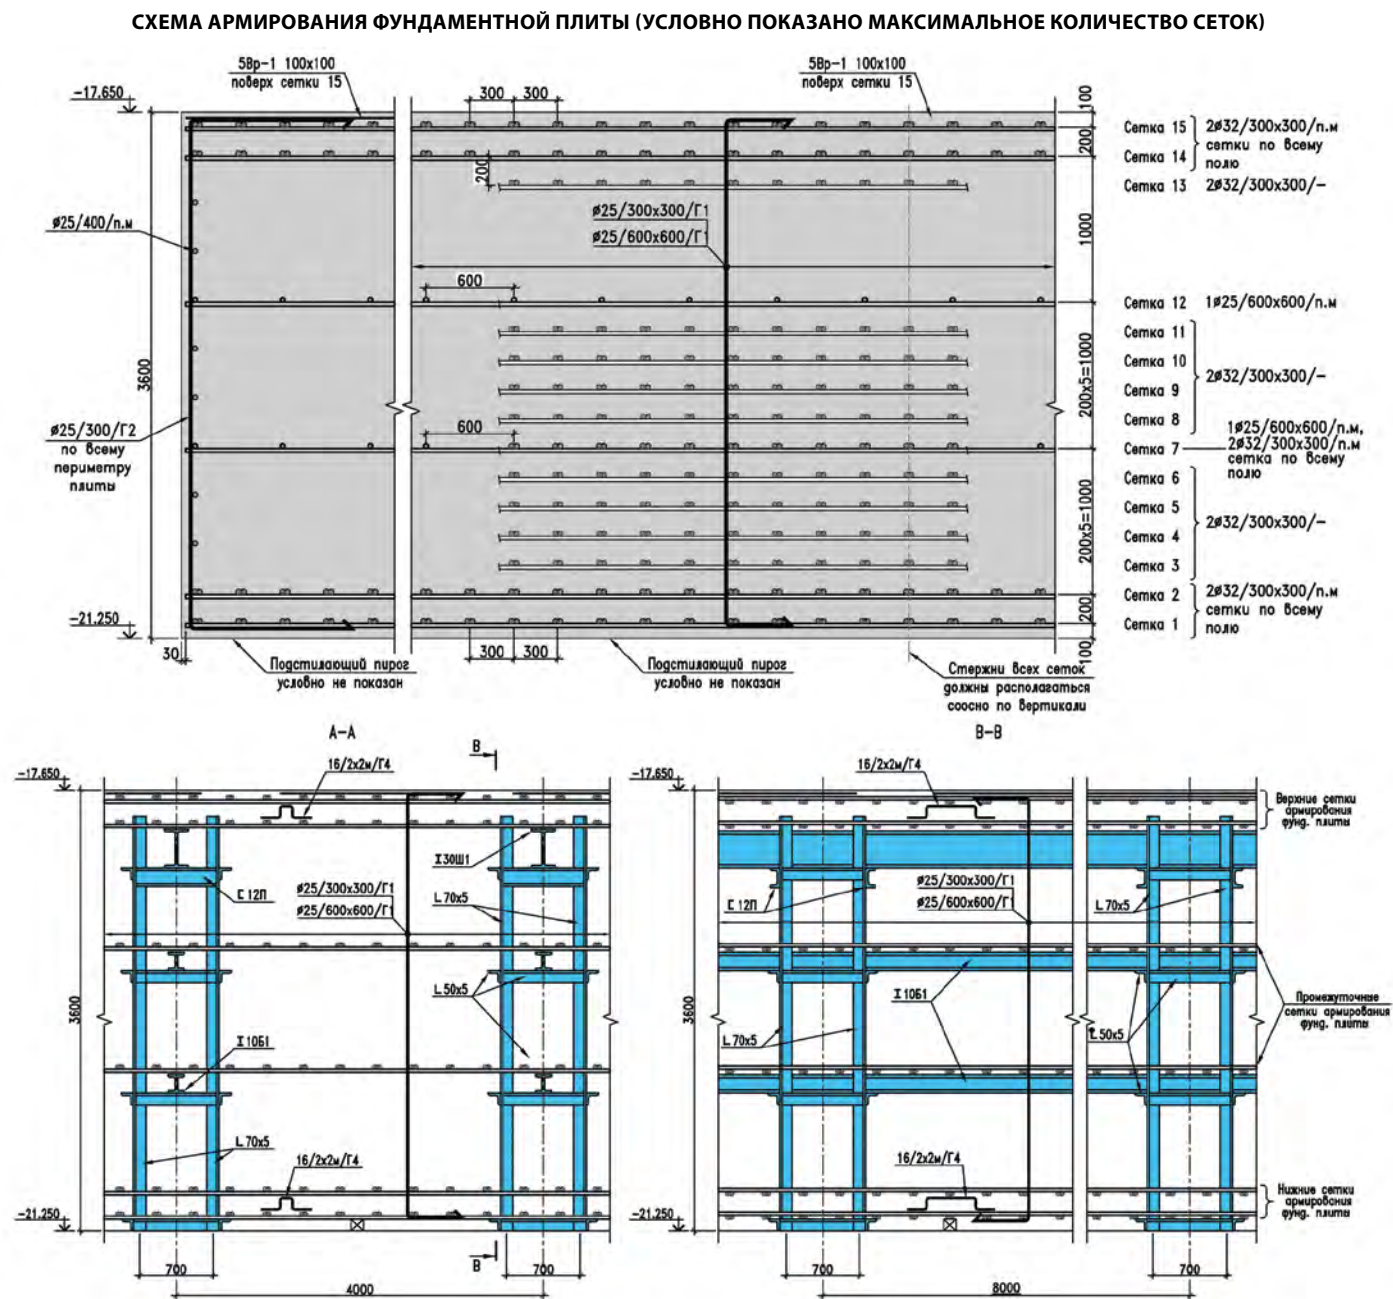 СХЕМА АРМИРОВАНИЯ ФУНДАМЕНТНОЙ ПЛИТЫ (УСЛОВНО ПОКАЗАНО МАКСИМАЛЬНОЕ КОЛИЧЕСТВО СЕТОК)
5Вр-1 100х100
поверх сетки 15
5Вр-1 100х100
поверх сетки 15
-17.650
300 300
100
200
200
1000
200х5=1000
200х5=1000
200
100
3600
ø25/400/п.м
ø25/300/Г2
по всему
периметру
плиты
ø25/300х300/Г1
ø25/600х600/Г1
600
600
-21.250
30
300 300
Подстилающий пирог
условно не показан
Подстилающий пирог
условно не показан
Стержни всех сеток
должны располагаться
соосно по вертикали
Сетка 15
Сетка 14
2ø32/300х300/п.м
сетки по всему
полю
Сетка 13 2ø32/300х300/-
Сетка 12 1ø25/600х600/п.м
Сетка 11
Сетка 10
Сетка 9
Сетка 8
2ø32/300х300/-
Сетка 7
1ø25/600х600/п.м,
2ø32/300х300/п.м
сетка по всему
полю
Сетка 6
Сетка 5
Сетка 4
Сетка 3
2ø32/300х300/-
Сетка 2
Сетка 1
2ø32/300х300/п.м
сетки по всему
полю
А-А
В
-17.650
16/2х2м/Г4
I30Ш1
[12П
ø25/300х300/Г1
ø25/600х600/Г1
L70х5
L50х5
3600
I10Б1
L70х5
16/2х2м/Г4
-21.250
В
700
700
4000
В-В
-17.650
16/2х2м/Г4
Верхние сетки
армирования
фунд. плиты
[12П
ø25/300х300/Г1
ø25/600х600/Г1
L70х5
3600
I10Б1
L70х5
L50х5
Промежуточные
сетки армирования
фунд. плиты
16/2х2м/Г4
Нижние сетки
армирования
фунд. плиты
-21.250
700
700
8000